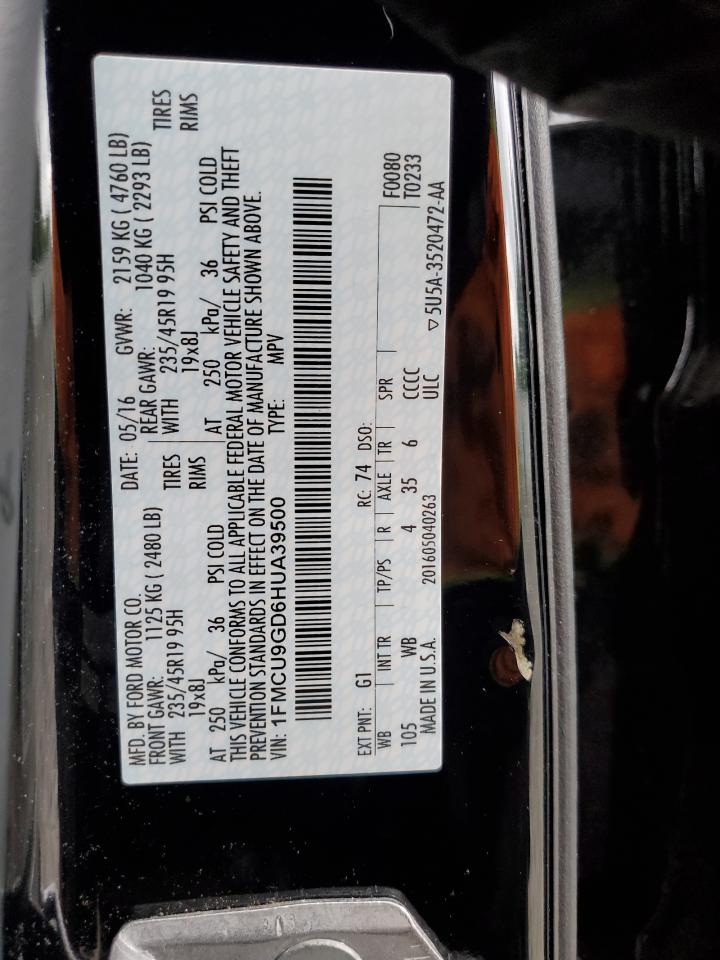 MFD. BY FORD MOTOR CO. DATE: 05/16 GVWR: 2159 KG ( 4760 LB)
FRONT GAWR: 1125 KG ( 2480 LB) REAR GAWR: 1040 KG ( 2293 LB)
WITH 235/45R19 95H TIRES WITH 235/45R19 95H TIRES
19x8J RIMS 19x8J RIMS
AT 250 kPa/ 36 PSI COLD AT 250 kPa/ 36 PSI COLD
THIS VEHICLE CONFORMS TO ALL APPLICABLE FEDERAL MOTOR VEHICLE SAFETY AND THEFT
PREVENTION STANDARDS IN EFFECT ON THE DATE OF MANUFACTURE SHOWN ABOVE.
VIN: 1FMCU9GD6HUA39500 TYPE: MPV
EXT PNT: G1 RC: 74 DSO: F0080
WB INT TR TP/PS R AXLE TR SPR T0233
105 WB 4 35 6 CCCC
MADE IN U.S.A. 201605040263 ULC ▽5U5A-3520472-AA